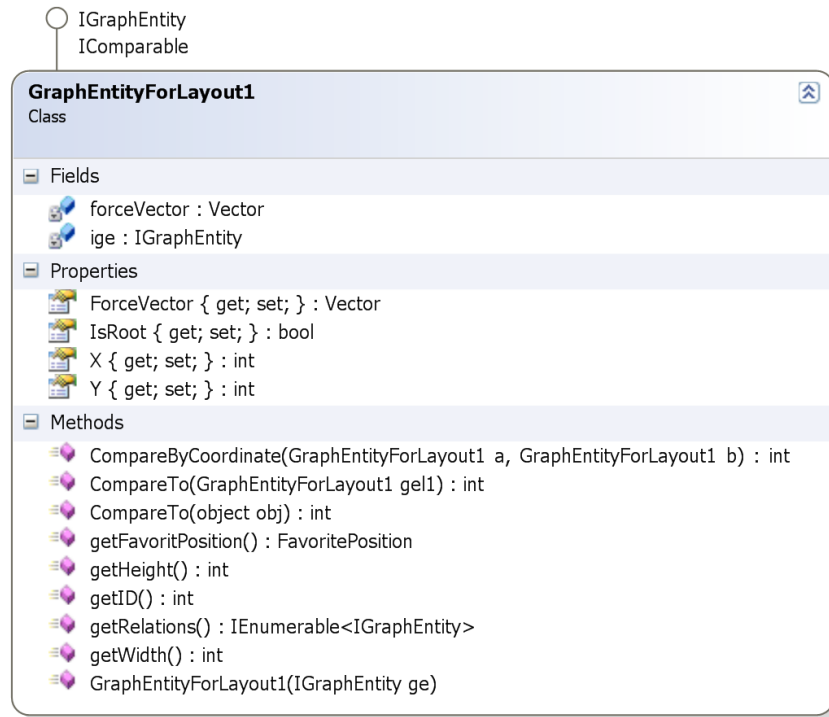 IGraphEntity
IComparable
GraphEntityForLayout1
Class
Fields
forceVector : Vector
ige : IGraphEntity
Properties
ForceVector { get; set; } : Vector
IsRoot { get; set; } : bool
X { get; set; } : int
Y { get; set; } : int
Methods
CompareByCoordinate(GraphEntityForLayout1 a, GraphEntityForLayout1 b) : int
CompareTo(GraphEntityForLayout1 gel1) : int
CompareTo(object obj) : int
getFavoritPosition() : FavoritePosition
getHeight() : int
getID() : int
getRelations() : IEnumerable<IGraphEntity>
getWidth() : int
GraphEntityForLayout1(IGraphEntity ge)